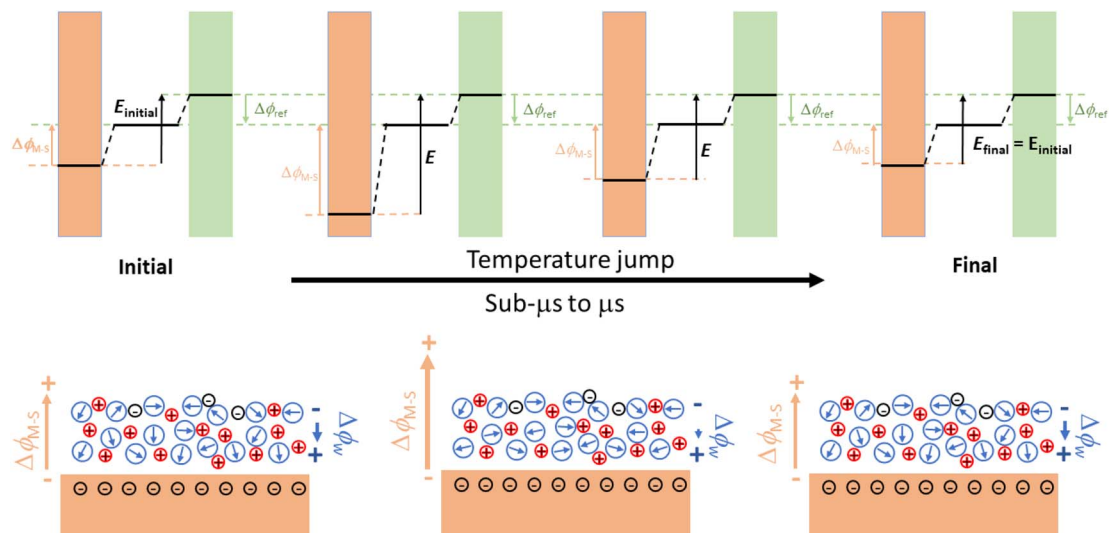 E_initial
Δϕ_ref
Δϕ_M-S
Δϕ_M-S
E
Δϕ_ref
Δϕ_M-S
E
Δϕ_ref
Δϕ_M-S
E_final = E_initial
Δϕ_ref
Initial
Temperature jump
Final
Sub-μs to μs
+
Δϕ_M-S
-
-
Δϕ_w
+
+
Δϕ_M-S
-
-
Δϕ_w
+
+
Δϕ_M-S
-
-
Δϕ_w
+